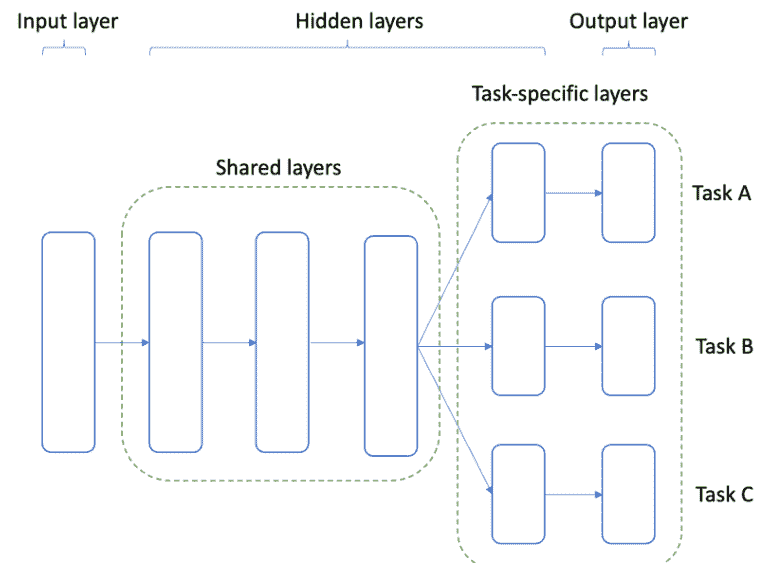 Input layer
Hidden layers
Output layer
Task-specific layers
Shared layers
Task A
Task B
Task C